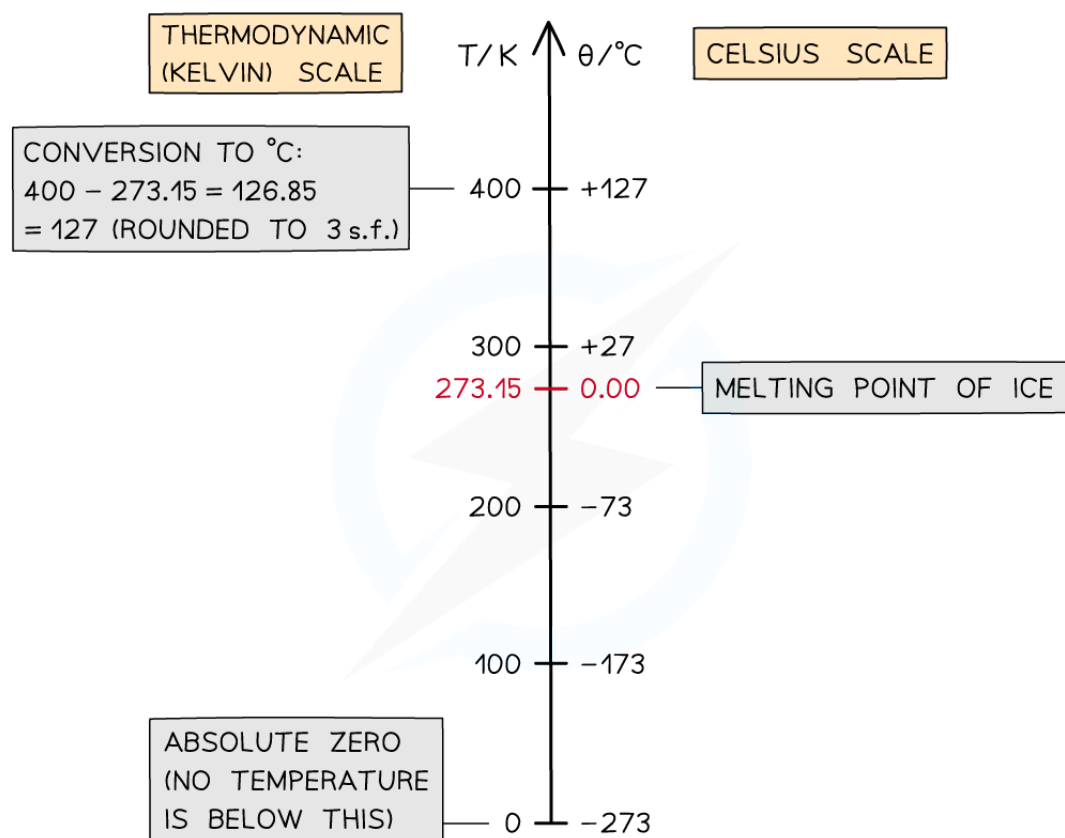 THERMODYNAMIC
(KELVIN) SCALE
T/K θ/°C
CELSIUS SCALE
CONVERSION TO °C:
400 – 273.15 = 126.85
= 127 (ROUNDED TO 3 s.f.)
400 +127
300 +27
273.15 0.00
MELTING POINT OF ICE
200 –73
100 –173
ABSOLUTE ZERO
(NO TEMPERATURE
IS BELOW THIS)
0 –273